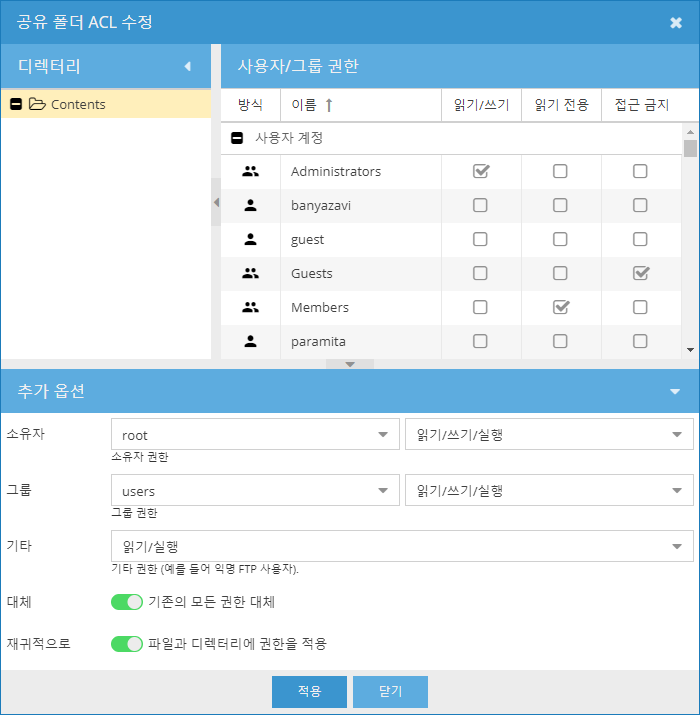 공유 폴더 ACL 수정
디렉터리
사용자/그룹 권한
Contents
방식 이름 읽기/쓰기 읽기 전용 접근 금지
사용자 계정
Administrators
banyazavi
guest
Guests
Members
paramita
추가 옵션
소유자 root 읽기/쓰기/실행
소유자 권한
그룹 users 읽기/쓰기/실행
그룹 권한
기타 읽기/실행
기타 권한 (예를 들어 익명 FTP 사용자).
대체 기존의 모든 권한 대체
재귀적으로 파일과 디렉터리에 권한을 적용
적용 닫기